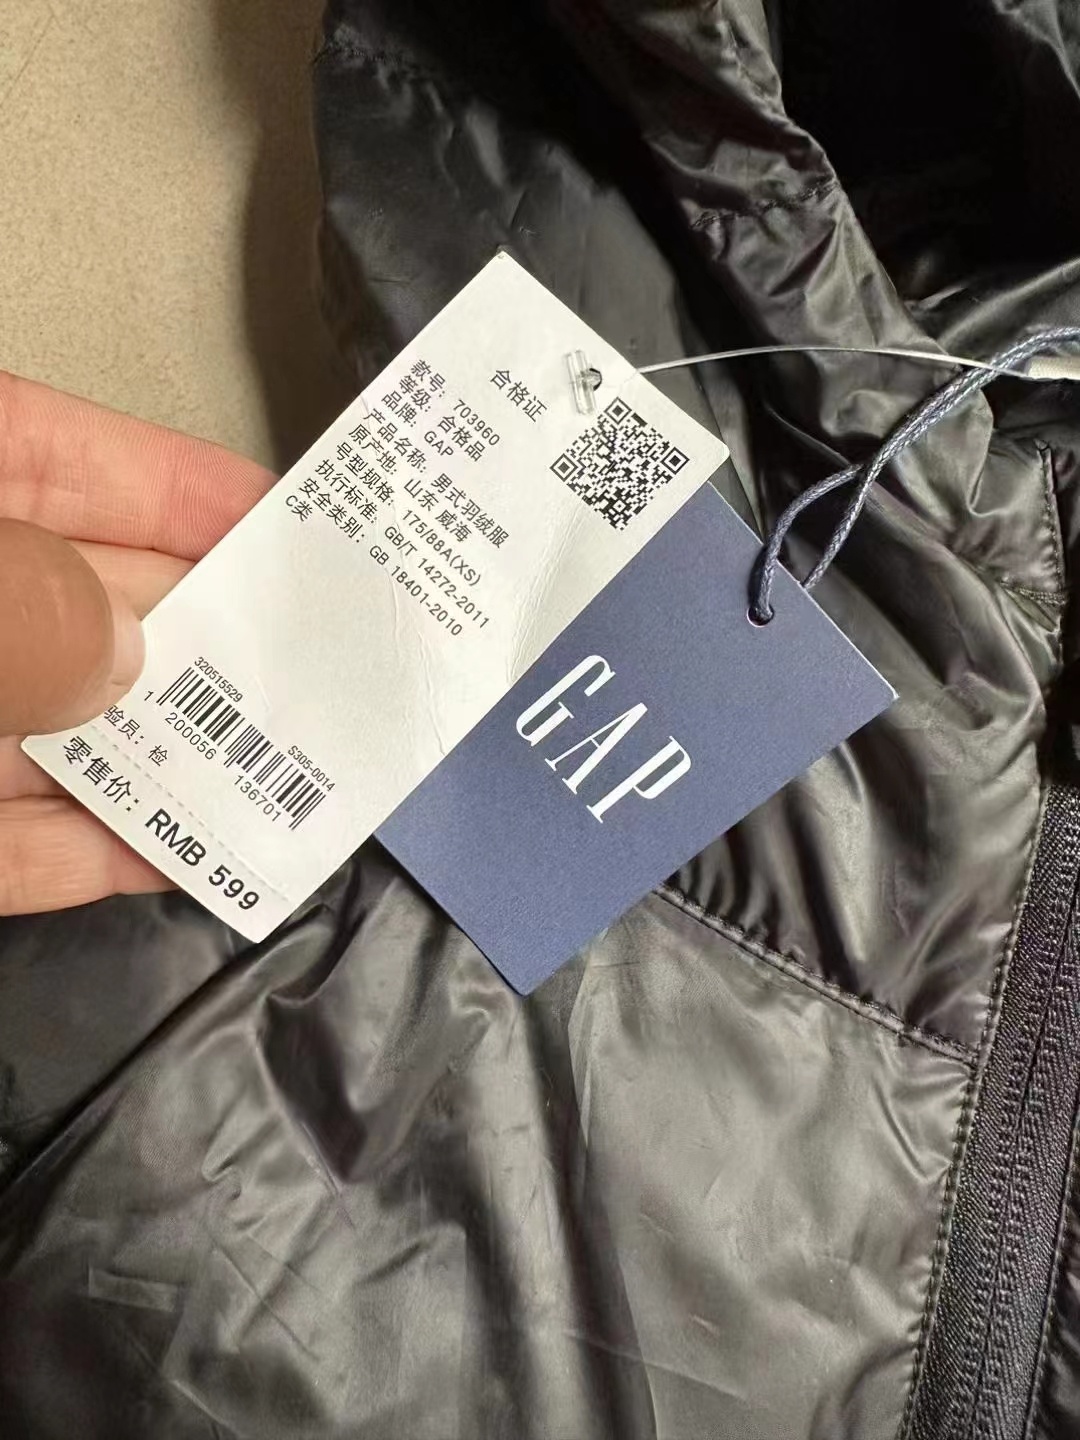 合格证
款号: 703960
等级: 合格品
品牌: GAP
产品名称: 男式羽绒服
原产地: 山东 威海
号型规格: 175/88A(XS)
执行标准: GB/T 14272-2011
安全类别: GB 18401-2010
C类
320515529
S305-0014
1 200056 136701
验员: 检
零售价: RMB 599
GAP